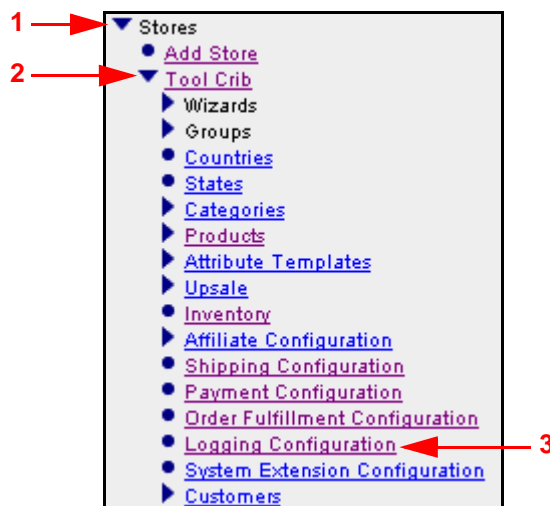 1 Stores
Add Store
2 Tool Crib
Wizards
Groups
Countries
States
Categories
Products
Attribute Templates
Upsale
Inventory
Affiliate Configuration
Shipping Configuration
Payment Configuration
Order Fulfillment Configuration
Logging Configuration 3
System Extension Configuration
Customers